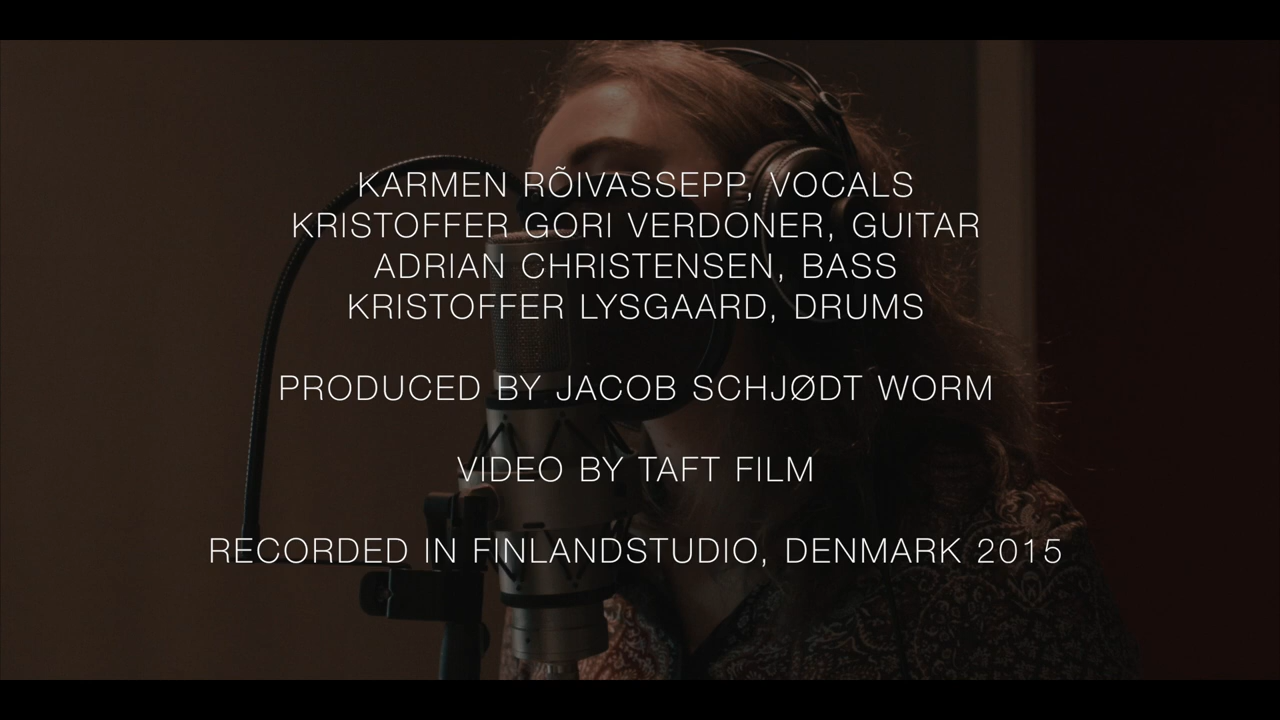 KARMEN RÕIVASSEPP, VOCALS
KRISTOFFER GORI VERDONER, GUITAR
ADRIAN CHRISTENSEN, BASS
KRISTOFFER LYSGAARD, DRUMS
PRODUCED BY JACOB SCHJØDT WORM
VIDEO BY TAFT FILM
RECORDED IN FINLANDSTUDIO, DENMARK 2015